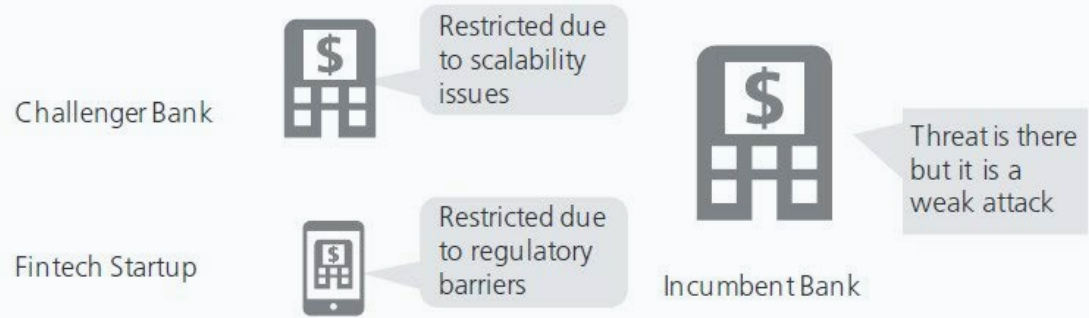 Challenger Bank
$
Restricted due
to scalability
issues
Fintech Startup
$
Restricted due
to regulatory
barriers
$
Incumbent Bank
Threat is there
but it is a
weak attack